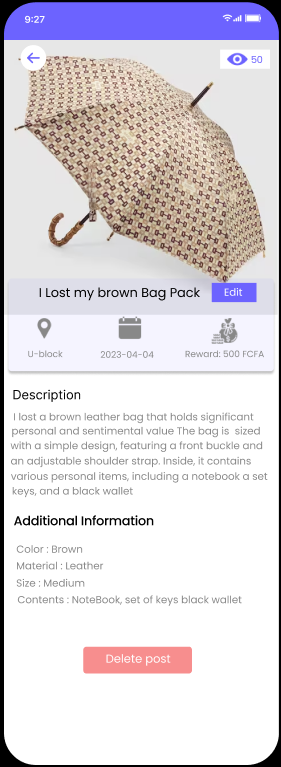 9:27
50
I Lost my brown Bag Pack
Edit
U-block
2023-04-04
Reward: 500 FCFA
Description
I lost a brown leather bag that holds significant
personal and sentimental value The bag is sized
with a simple design, featuring a front buckle and
an adjustable shoulder strap. Inside, it contains
various personal items, including a notebook a set
keys, and a black wallet
Additional Information
Color : Brown
Material : Leather
Size : Medium
Contents : NoteBook, set of keys black wallet
Delete post